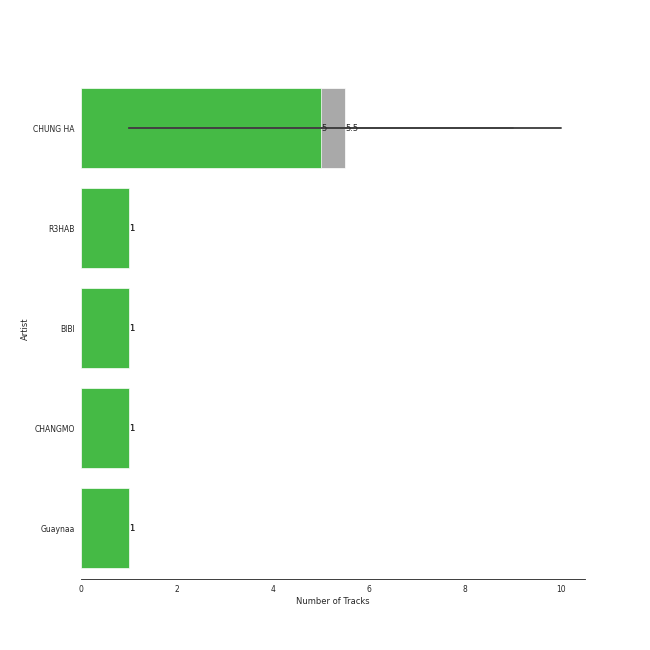 CHUNG HA
5
5.5
R3HAB
1
BIBI
1
CHANGMO
1
Guaynaa
1
Artist
0 2 4 6 8 10
Number of Tracks